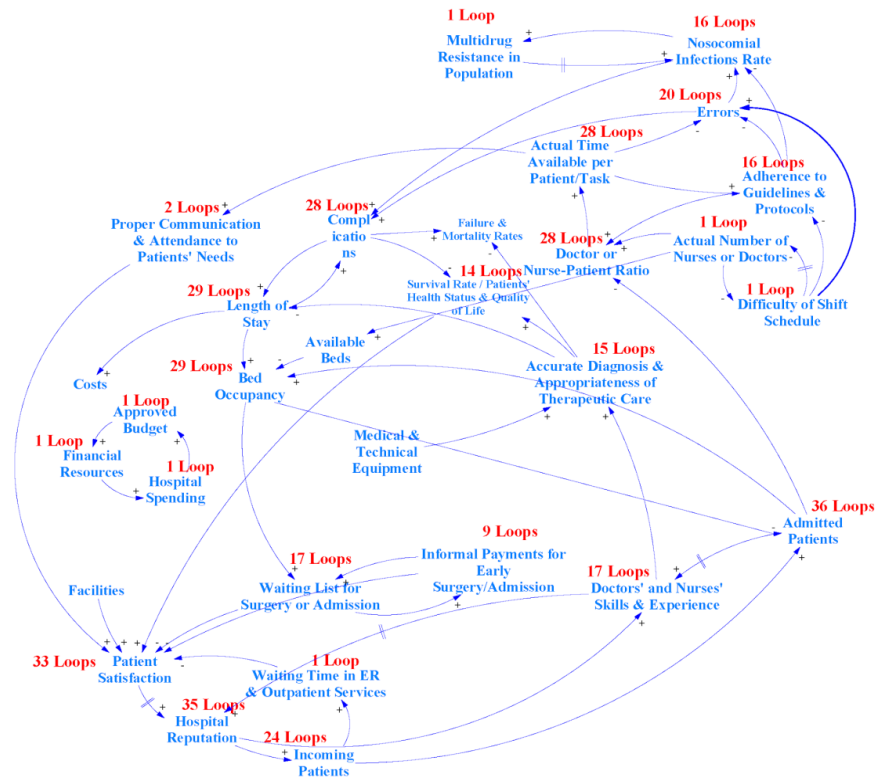 1 Loop
Multidrug
Resistance in
Population
16 Loops
Nosocomial
Infections Rate
20 Loops
Errors
28 Loops
Actual Time
Available per
Patient/Task
16 Loops
Adherence to
Guidelines &
Protocols
2 Loops
Proper Communication
& Attendance to
Patients' Needs
28 Loops
Compl
icatio
ns
Failure &
Mortality Rates
28 Loops
Doctor or
Nurse-Patient Ratio
1 Loop
Actual Number of
Nurses or Doctors
1 Loop
Difficulty of Shift
Schedule
14 Loops
Survival Rate / Patients'
Health Status & Quality
of Life
29 Loops
Length of
Stay
Available
Beds
29 Loops
Bed
Occupancy
15 Loops
Accurate Diagnosis &
Appropriateness of
Therapeutic Care
Costs
1 Loop
Approved
Budget
1 Loop
Financial
Resources
1 Loop
Hospital
Spending
Medical &
Technical
Equipment
36 Loops
Admitted
Patients
9 Loops
Informal Payments for
Early
Surgery/Admission
17 Loops
Waiting List for
Surgery or Admission
17 Loops
Doctors' and Nurses'
Skills & Experience
Facilities
33 Loops
Patient
Satisfaction
1 Loop
Waiting Time in ER
& Outpatient Services
35 Loops
Hospital
Reputation
24 Loops
Incoming
Patients